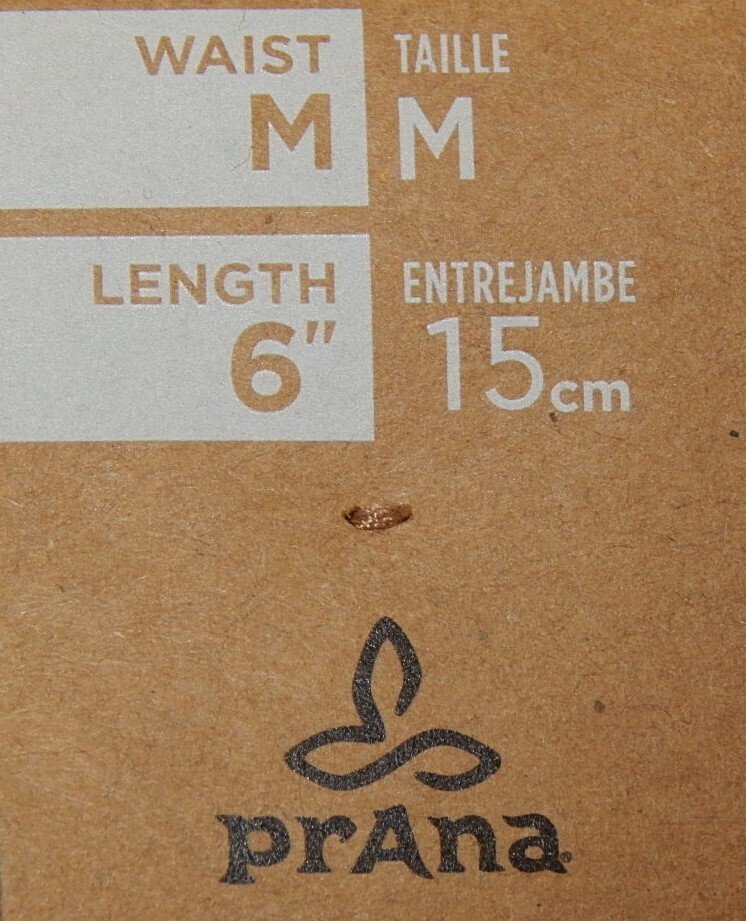 WAIST TAILLE
M M
LENGTH ENTREJAMBE
6" 15cm
prAna